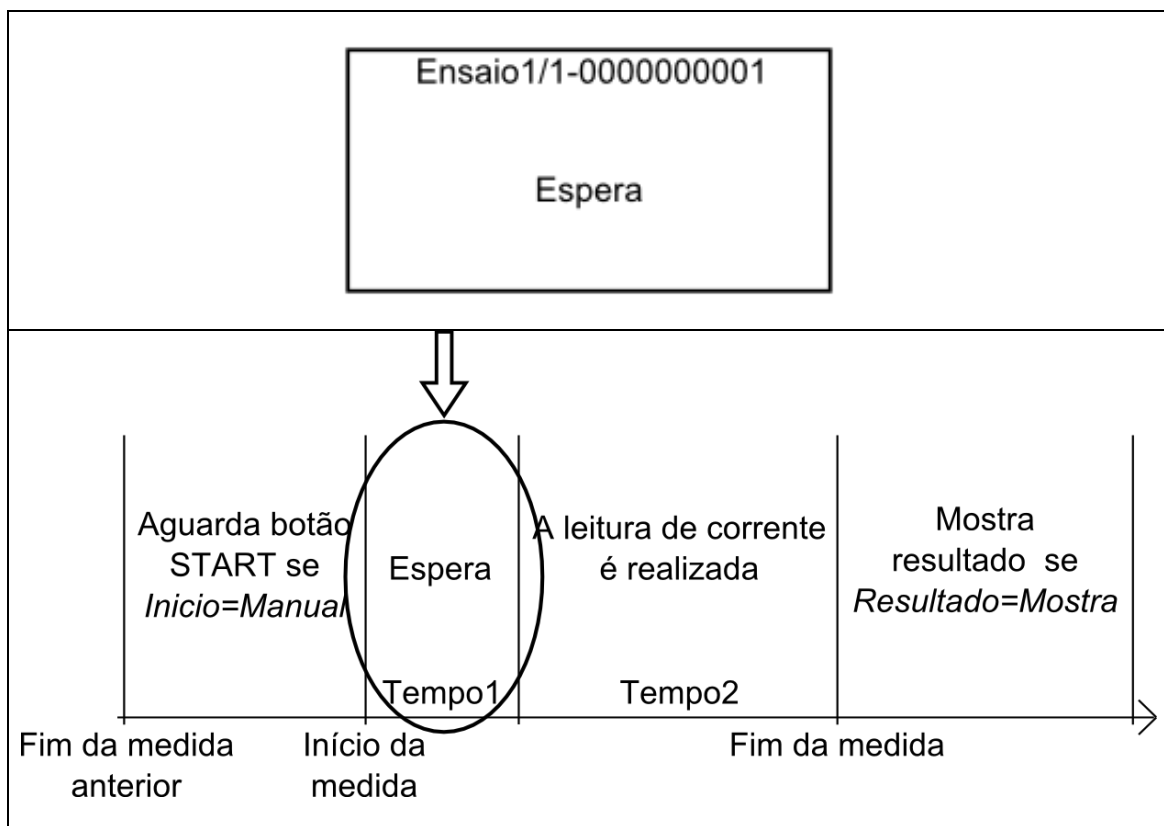 Ensaio1/1-0000000001
Espera
Aguarda botão
START se
Inicio=Manual
Espera
A leitura de corrente
é realizada
Mostra
resultado se
Resultado=Mostra
Tempo1
Tempo2
Fim da medida
anterior
Início da
medida
Fim da medida